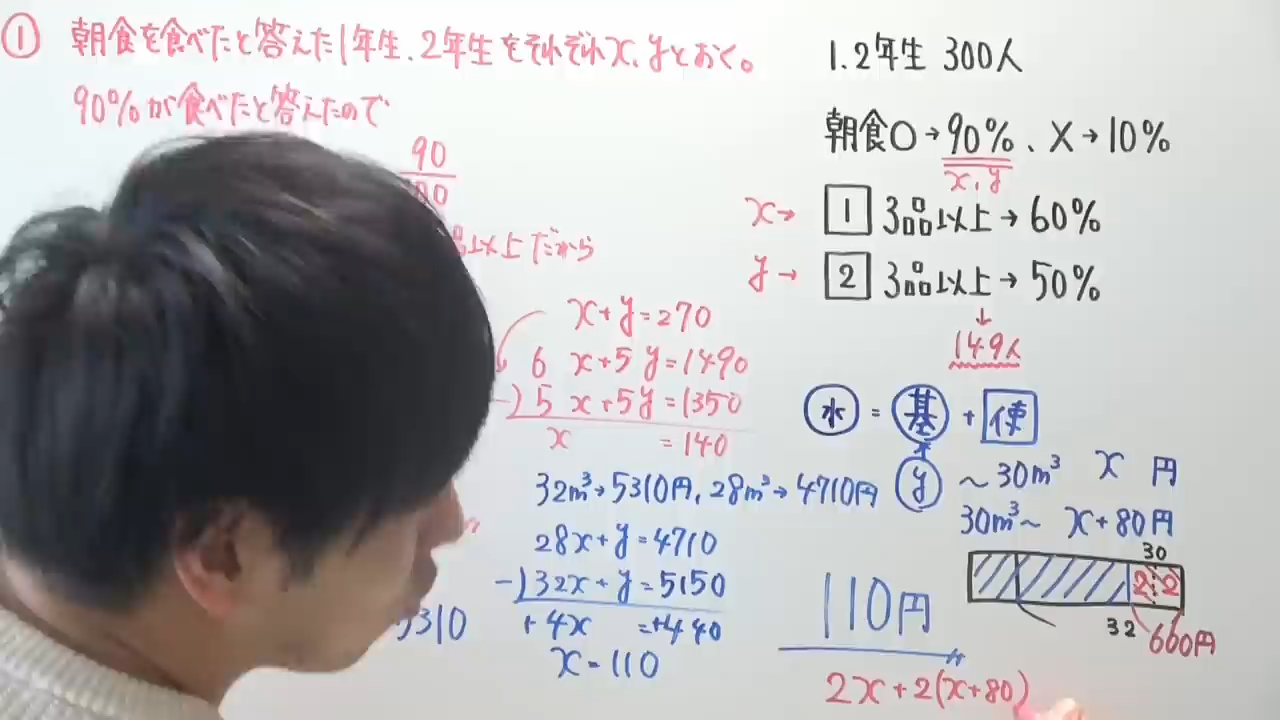 ① 朝食を食べたと答えた1年生、2年生をそれぞれx、yとおく。
90%が食べたと答えたので
90
品以上だから
x+y=270
6x+5y=1490
-)5x+5y=1350
x=140
32m³→5310円、28m³→4710円
28x+y=4710
-)32x+y=5150
+4x=+440
x=110
5310
1.2年生 300人
朝食○→90%、×→10%
x,y
x→ 1 3品以上→60%
y→ 2 3品以上→50%
↓
149人
水=基+使
y ~30m³ x円
30m³~ x+80円
30
2 2
32 660円
110円
2x+2(x+80)